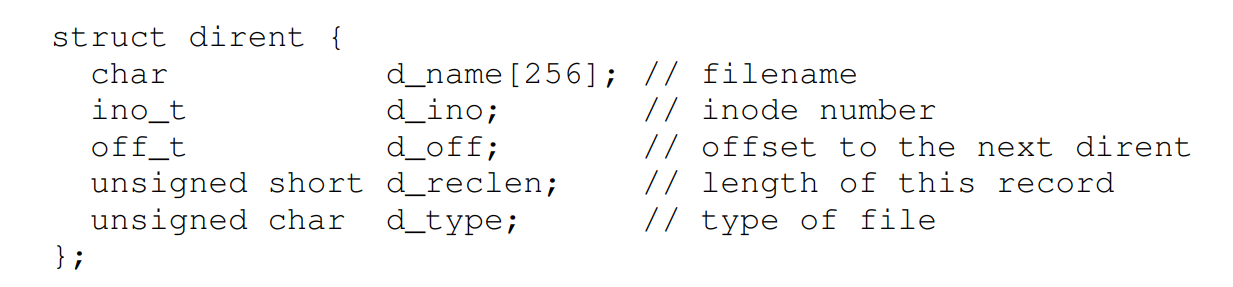 struct dirent {
  char           d_name[256]; // filename
  ino_t          d_ino;       // inode number
  off_t          d_off;       // offset to the next dirent
  unsigned short d_reclen;    // length of this record
  unsigned char  d_type;      // type of file
};